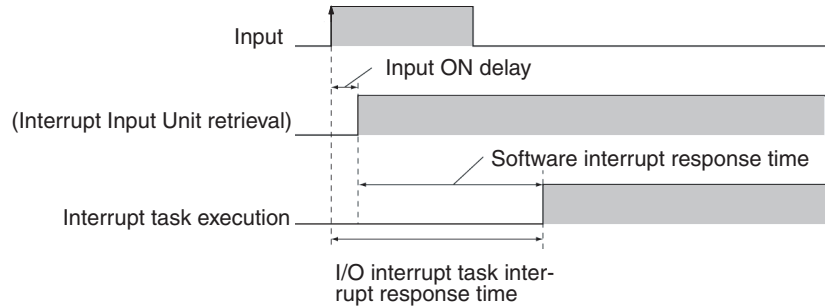 Input
Input ON delay
(Interrupt Input Unit retrieval)
Software interrupt response time
Interrupt task execution
I/O interrupt task inter-
rupt response time